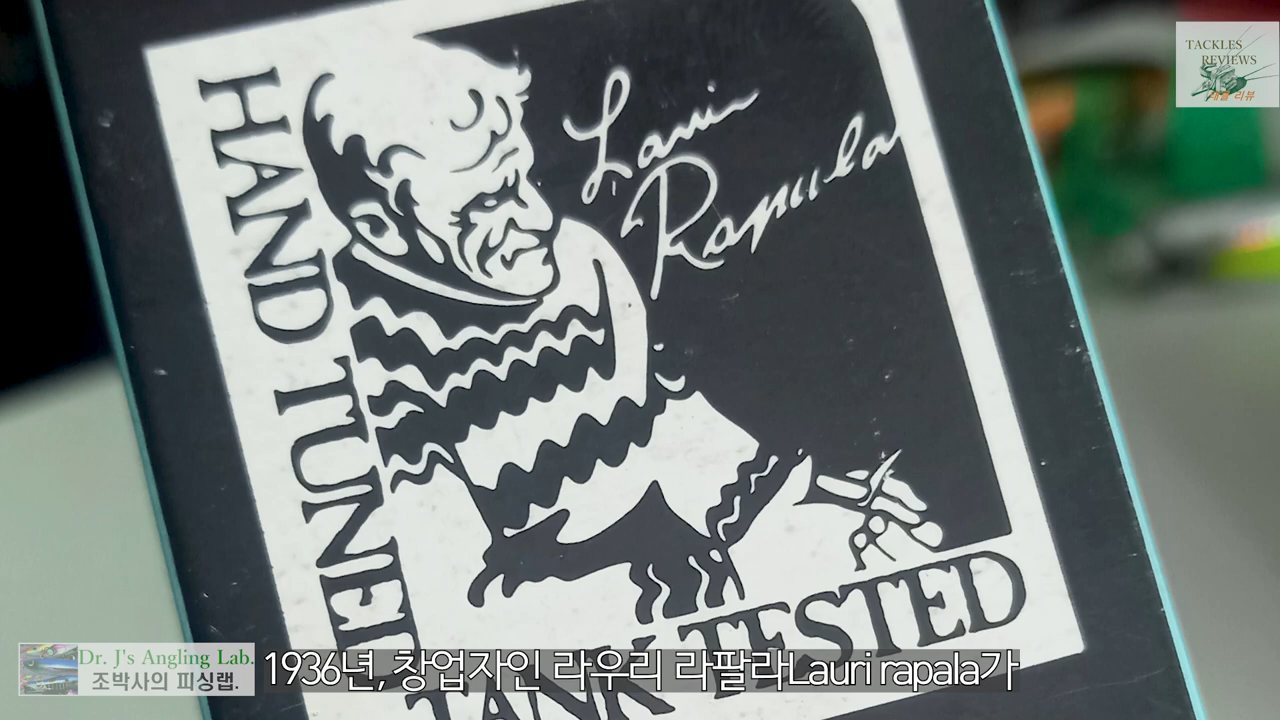 TACKLES
REVIEWS
태클 리뷰
Lauri
Rapala
HAND TUNED
TANK TESTED
Dr. J's Angling Lab.
조박사의 피싱랩.
1936년, 창업자인 라우리 라팔라Lauri rapala가